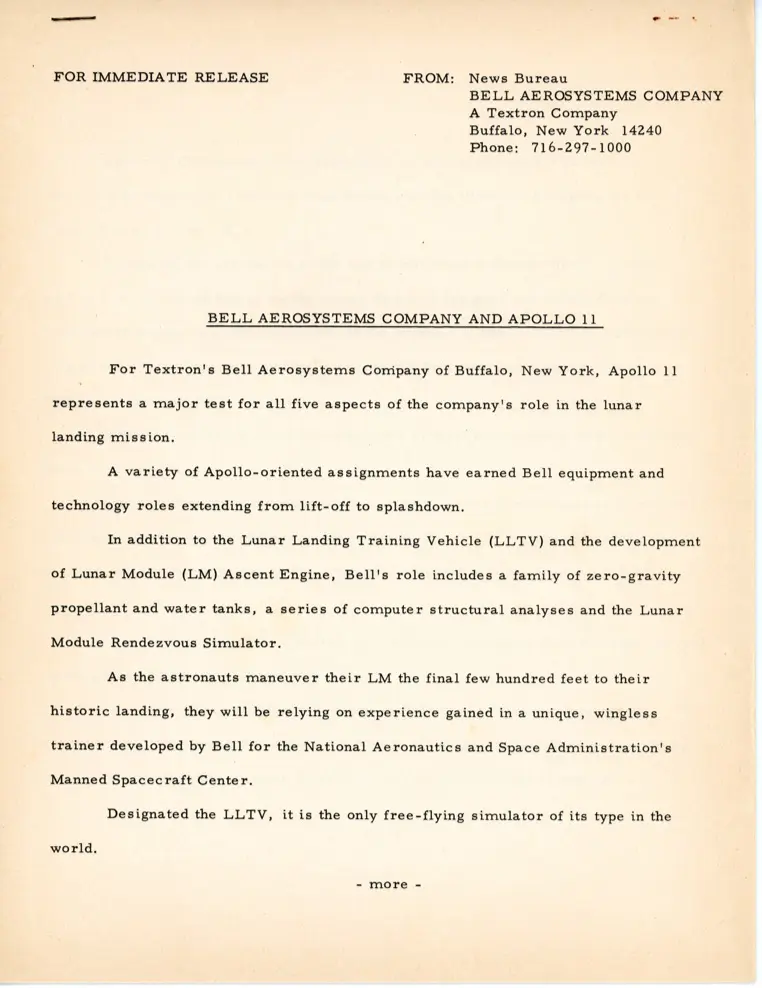 FOR IMMEDIATE RELEASE
FROM: News Bureau
BELL AEROSYSTEMS COMPANY
A Textron Company
Buffalo, New York 14240
Phone: 716-297-1000
BELL AEROSYSTEMS COMPANY AND APOLLO 11
For Textron's Bell Aerosystems Company of Buffalo, New York, Apollo 11
represents a major test for all five aspects of the company's role in the lunar
landing mission.
A variety of Apollo-oriented assignments have earned Bell equipment and
technology roles extending from lift-off to splashdown.
In addition to the Lunar Landing Training Vehicle (LLTV) and the development
of Lunar Module (LM) Ascent Engine, Bell's role includes a family of zero-gravity
propellant and water tanks, a series of computer structural analyses and the Lunar
Module Rendezvous Simulator.
As the astronauts maneuver their LM the final few hundred feet to their
historic landing, they will be relying on experience gained in a unique, wingless
trainer developed by Bell for the National Aeronautics and Space Administration's
Manned Spacecraft Center.
Designated the LLTV, it is the only free-flying simulator of its type in the
world.
- more -